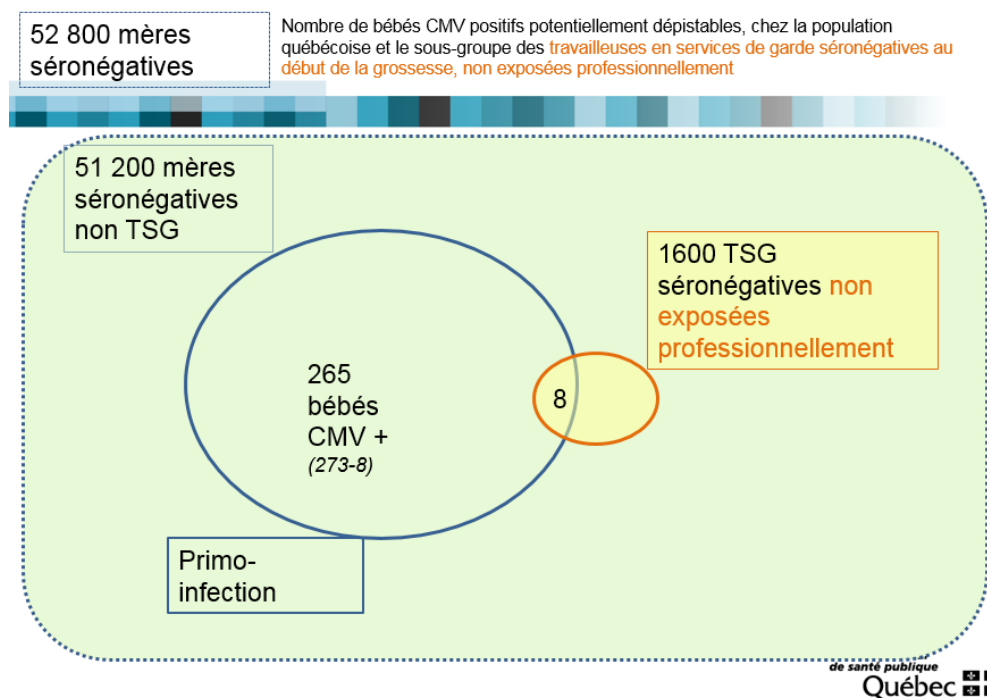 52 800 mères
séronégatives
Nombre de bébés CMV positifs potentiellement dépistables, chez la population
québécoise et le sous-groupe des travailleuses en services de garde séronégatives au
début de la grossesse, non exposées professionnellement
51 200 mères
séronégatives
non TSG
1600 TSG
séronégatives non
exposées
professionnellement
265
bébés
CMV +
(273-8)
8
Primo-
infection
de santé publique
Québec